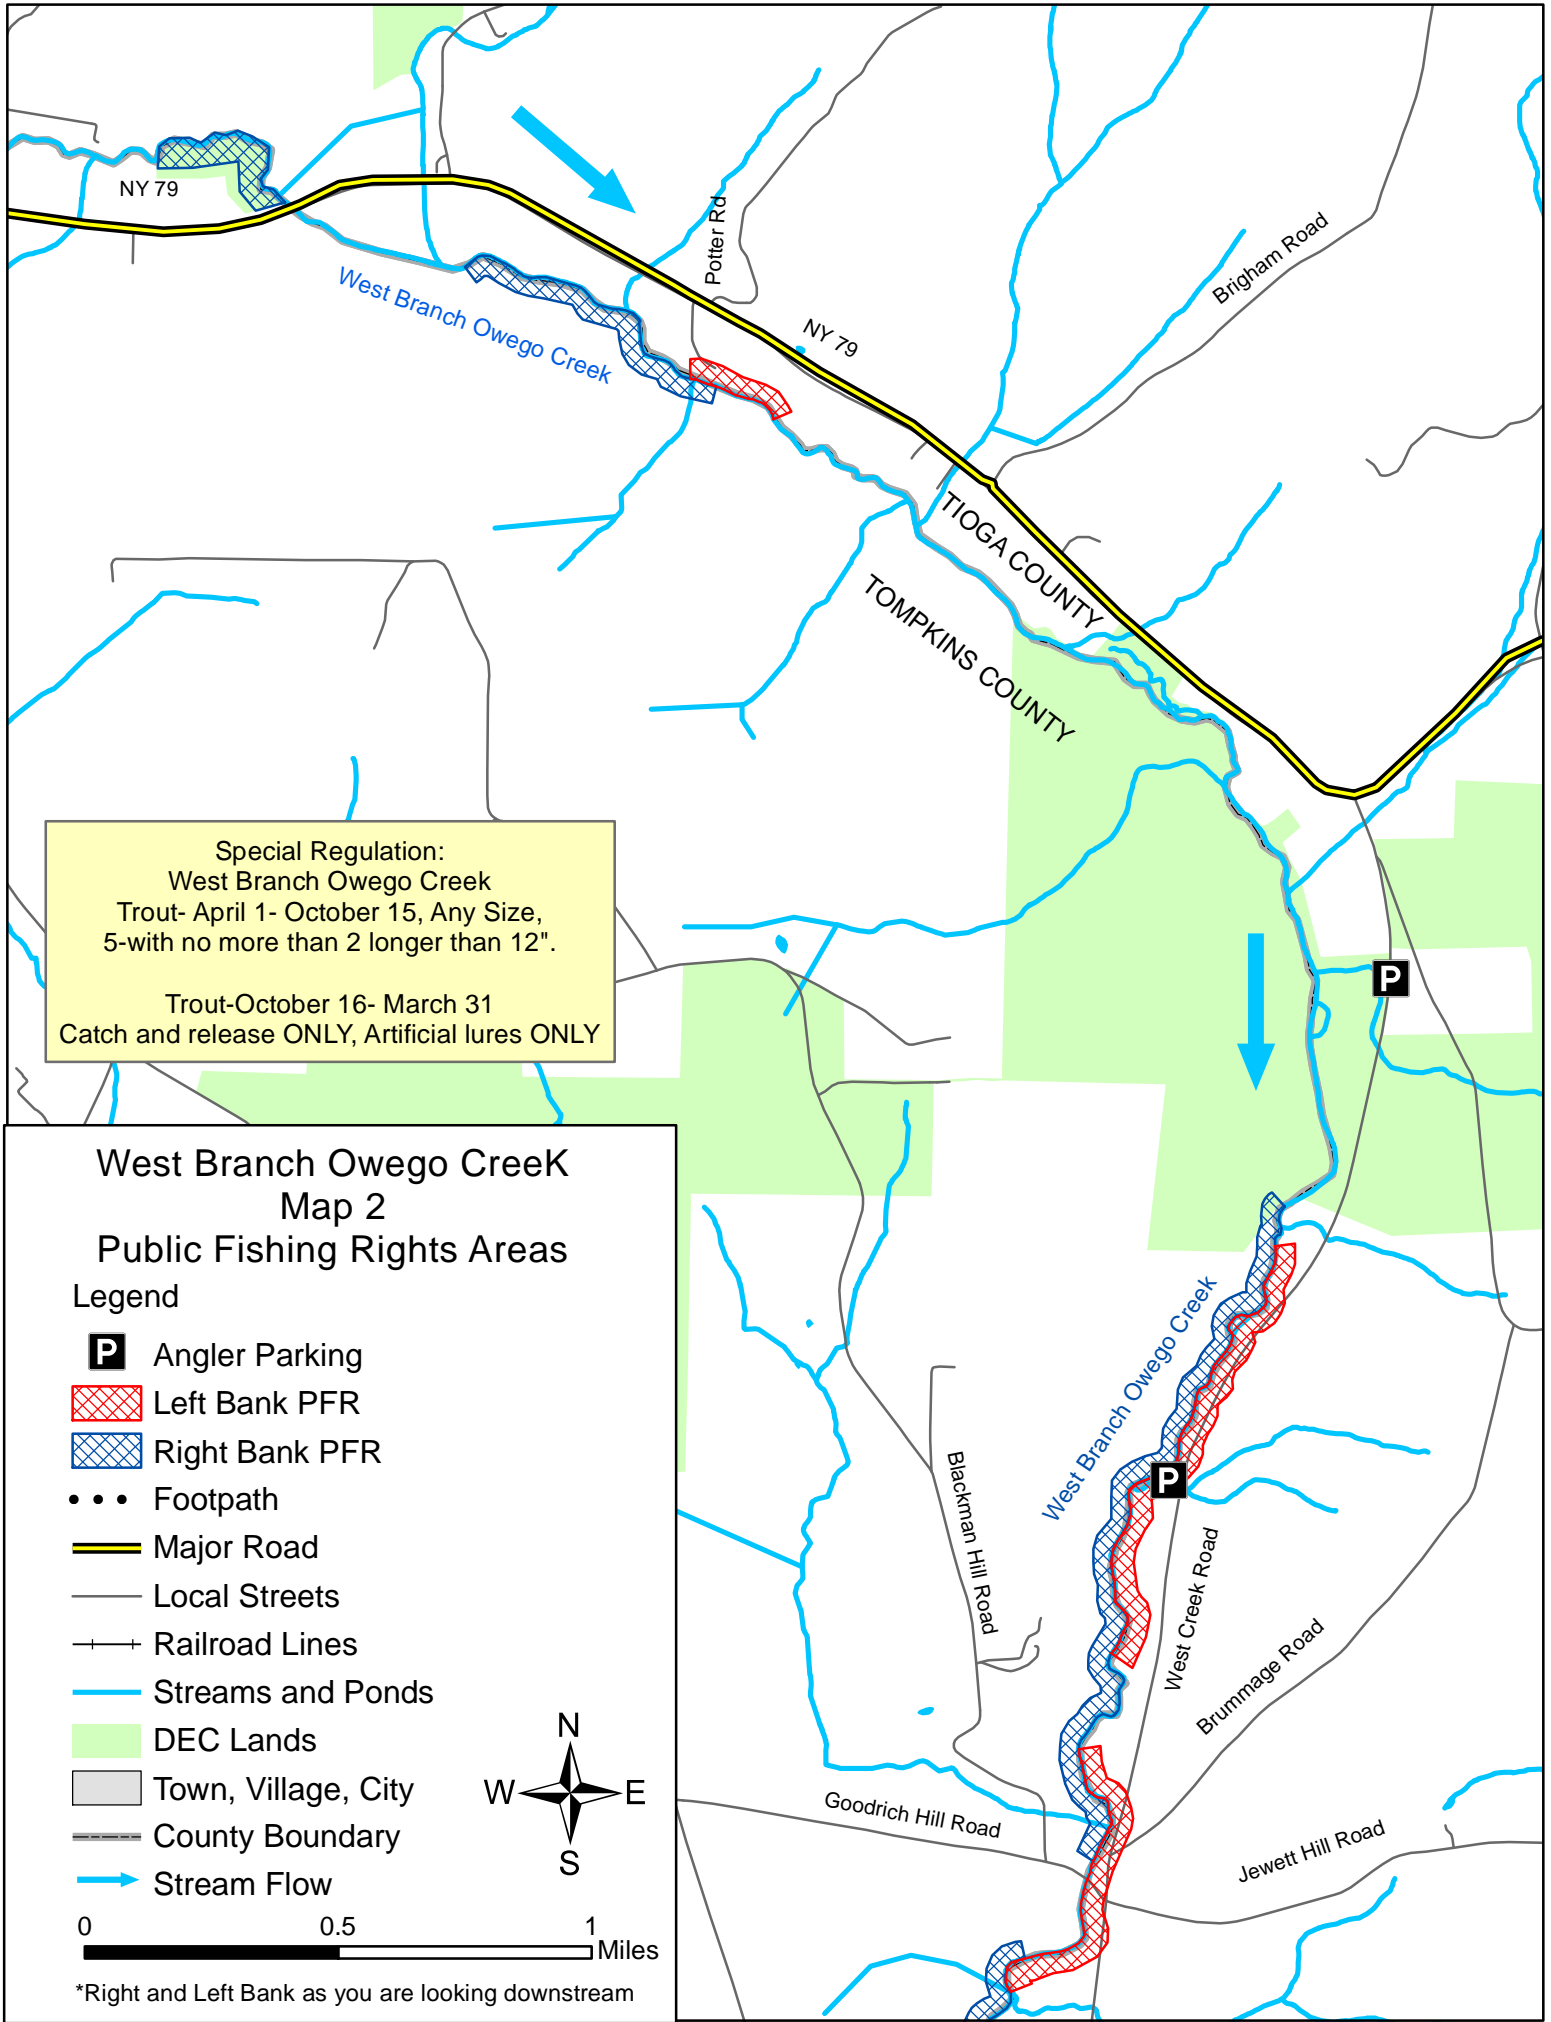 NY 79
Potter Rd
Brigham Road
West Branch Owego Creek
NY 79
TIOGA COUNTY
TOMPKINS COUNTY
Special Regulation:
West Branch Owego Creek
Trout- April 1- October 15, Any Size,
5-with no more than 2 longer than 12".
Trout-October 16- March 31
Catch and release ONLY, Artificial lures ONLY
P
West Branch Owego Creek
P
Blackman Hill Road
West Creek Road
Brummage Road
Goodrich Hill Road
Jewett Hill Road
West Branch Owego CreeK
Map 2
Public Fishing Rights Areas
Legend
P Angler Parking
Left Bank PFR
Right Bank PFR
Footpath
Major Road
Local Streets
Railroad Lines
Streams and Ponds
DEC Lands
Town, Village, City
County Boundary
Stream Flow
N
W E
S
0 0.5 1
Miles
*Right and Left Bank as you are looking downstream